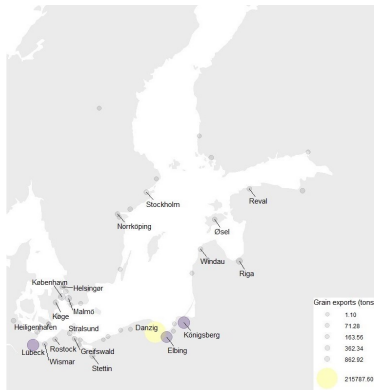 Stockholm
Reval
Norrköping
Øsel
Windau
Riga
København
Helsingør
Malmö
Køge
Heiligenhafen
Stralsund
Danzig
Königsberg
Elbing
Lübeck
Rostock
Greifswald
Wismar
Stettin
Grain exports (tons
1.10
71.28
163.56
362.34
862.92
215787.60